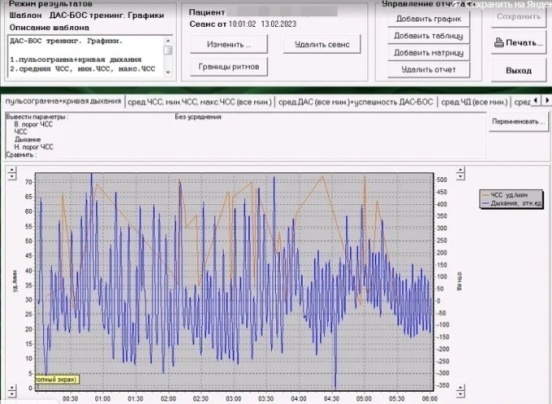 Режим результатов
Шаблон ДАС-БОС тренинг. Графики
Описание шаблона
ДАС-БОС тренинг. Графики.
1.пульсограмма+кривая дыхания
2.средняя ЧСС, мин.ЧСС, макс.ЧСС
Пациент
Сеанс от 10:01:02 13.02.2023
Изменить ...
Удалить сеанс
Границы ритмов
Управление
Добавить график
Добавить таблицу
Добавить матрицу
Удалить отчет
Сохранить на Яндек
Сохранить
Печать...
Выход
пульсограмма+кривая дыхания
сред.ЧСС, мин.ЧСС, макс.ЧСС (все мин.)
сред.ДАС (все мин.)+успешность ДАС-БОС
сред.ЧД (все мин.)
сред
Вывести параметры :
Без усреднения
В. порог ЧСС
ЧСС
Дыхание
Н. порог ЧСС
Сравнить :
Переименовать ...
70
65
60
55
50
45
40
35
30
25
20
15
10
5
0
уд./мин
500
450
400
350
300
250
200
150
100
50
0
-50
-100
-150
-200
-250
-300
-350
отн.ед
ЧСС уд./мин
Дыхание, отн.ед
полный экран)
00:30
01:00
01:30
02:00
02:30
03:00
03:30
04:00
04:30
05:00
05:30
06:00